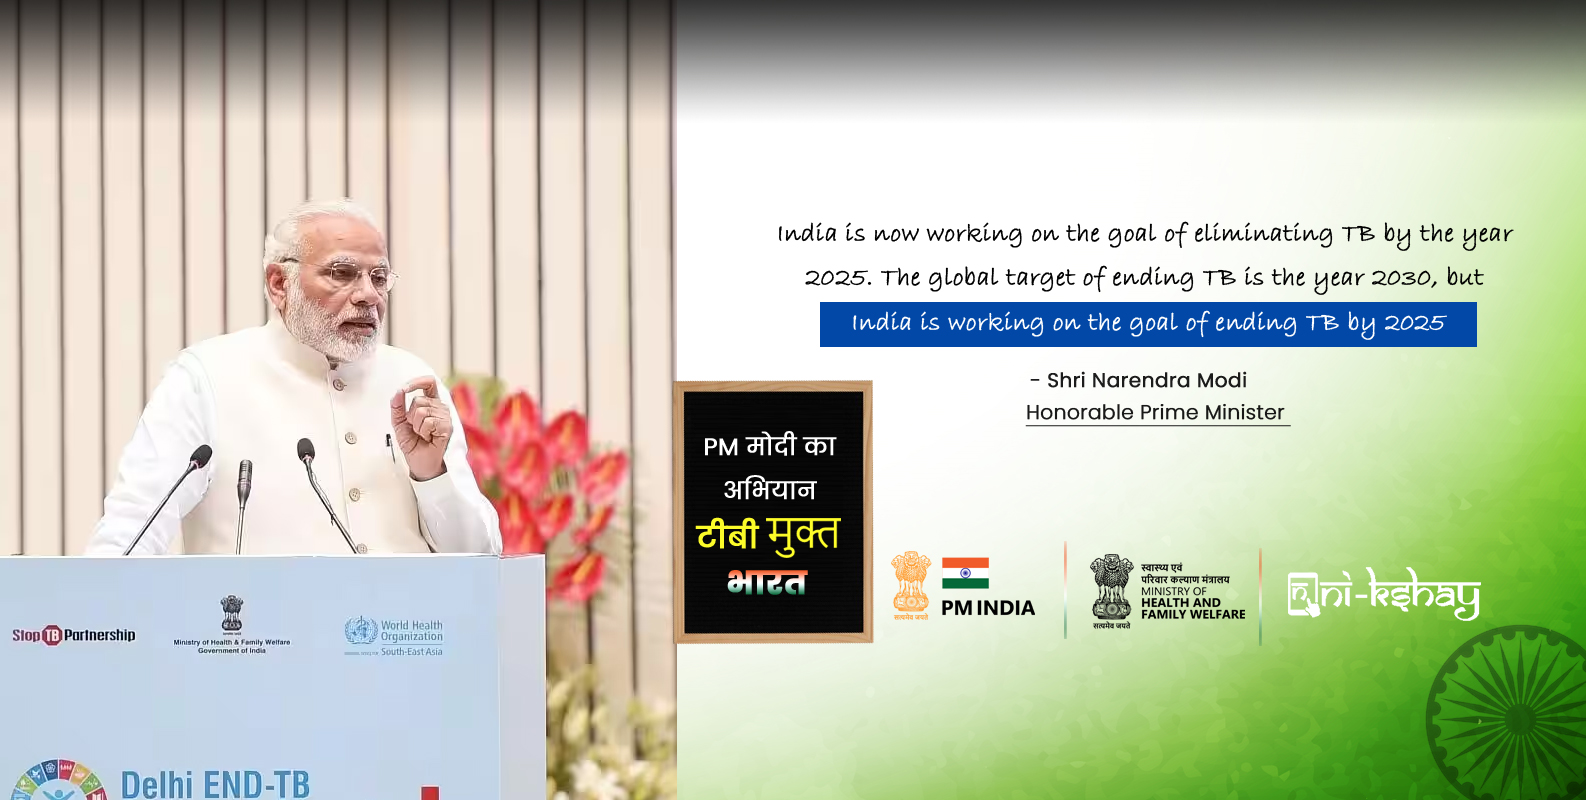 India is now working on the goal of eliminating TB by the year
2025. The global target of ending TB is the year 2030, but
India is working on the goal of ending TB by 2025
- Shri Narendra Modi
Honorable Prime Minister
PM मोदी का
अभियान
टीबी मुक्त
भारत
सत्यमेव जयते
PM INDIA
सत्यमेव जयते
स्वास्थ्य एवं
परिवार कल्याण मंत्रालय
MINISTRY OF
HEALTH AND
FAMILY WELFARE
नि
ni-kshay
Stop TB Partnership
Ministry of Health & Family Welfare
Government of India
World Health
Organization
South-East Asia
Delhi END-TB